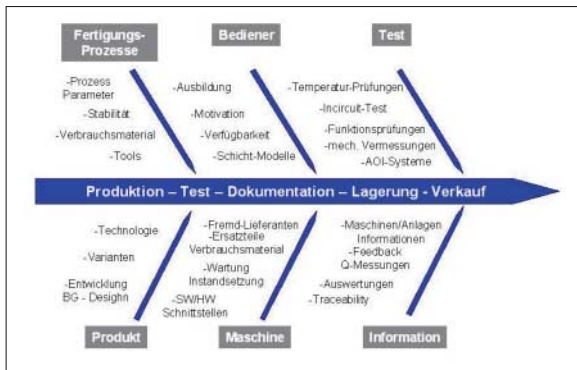 Fertigungs-
Prozesse
Bediener
Test
-Prozess
Parameter
-Stabilität
-Verbrauchsmaterial
-Tools
-Ausbildung
-Motivation
-Verfügbarkeit
-Schicht-Modelle
-Temperatur-Prüfungen
-Incircuit-Test
-Funktionsprüfungen
-mech. Vermessungen
-AOI-Systeme
Produktion – Test – Dokumentation – Lagerung - Verkauf
-Technologie
-Varianten
-Entwicklung
BG - Desighn
-Fremd-Lieferanten
-Ersatzteile
Verbrauchsmaterial
-Wartung
Instandsetzung
-SW/HW
Schnittstellen
-Maschinen/Anlagen
Informationen
-Feedback
Q-Messungen
-Auswertungen
-Traceability
Produkt
Maschine
Information